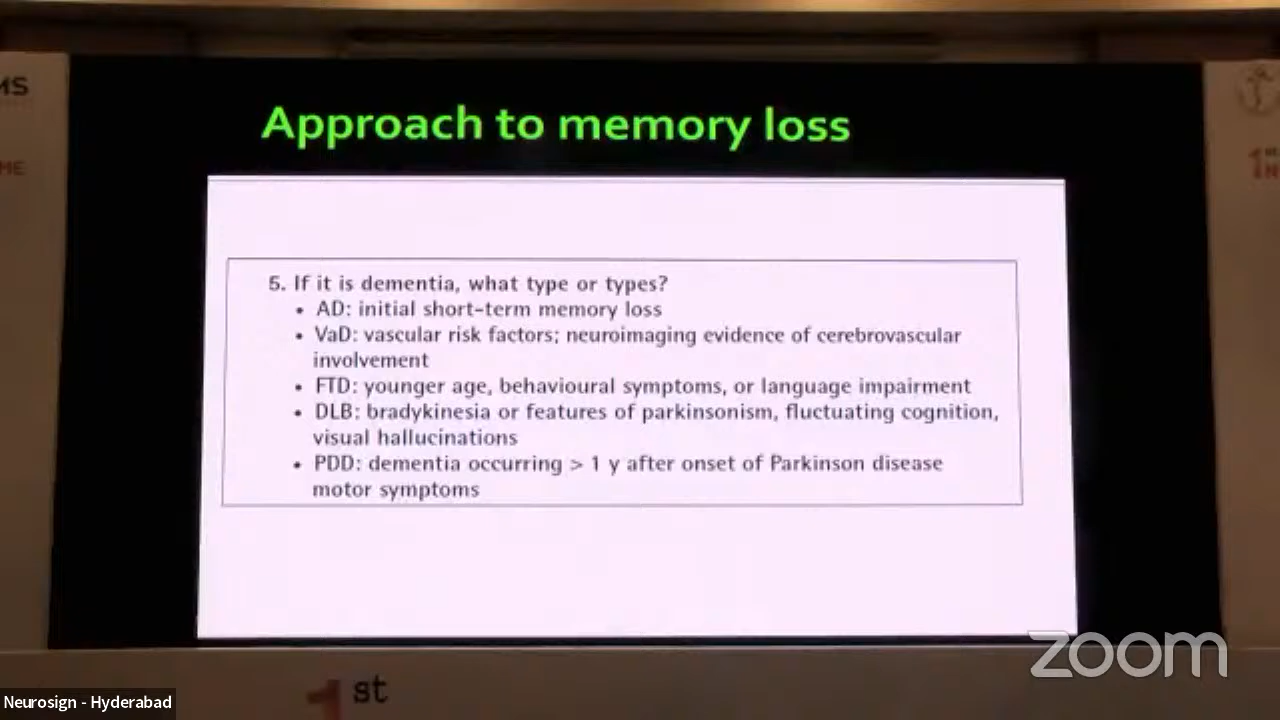 MS
HE
Approach to memory loss
5. If it is dementia, what type or types?
• AD: initial short-term memory loss
• VaD: vascular risk factors; neuroimaging evidence of cerebrovascular
involvement
• FTD: younger age, behavioural symptoms, or language impairment
• DLB: bradykinesia or features of parkinsonism, fluctuating cognition,
visual hallucinations
• PDD: dementia occurring > 1 y after onset of Parkinson disease
motor symptoms
zoom
1st
Neurosign - Hyderabad